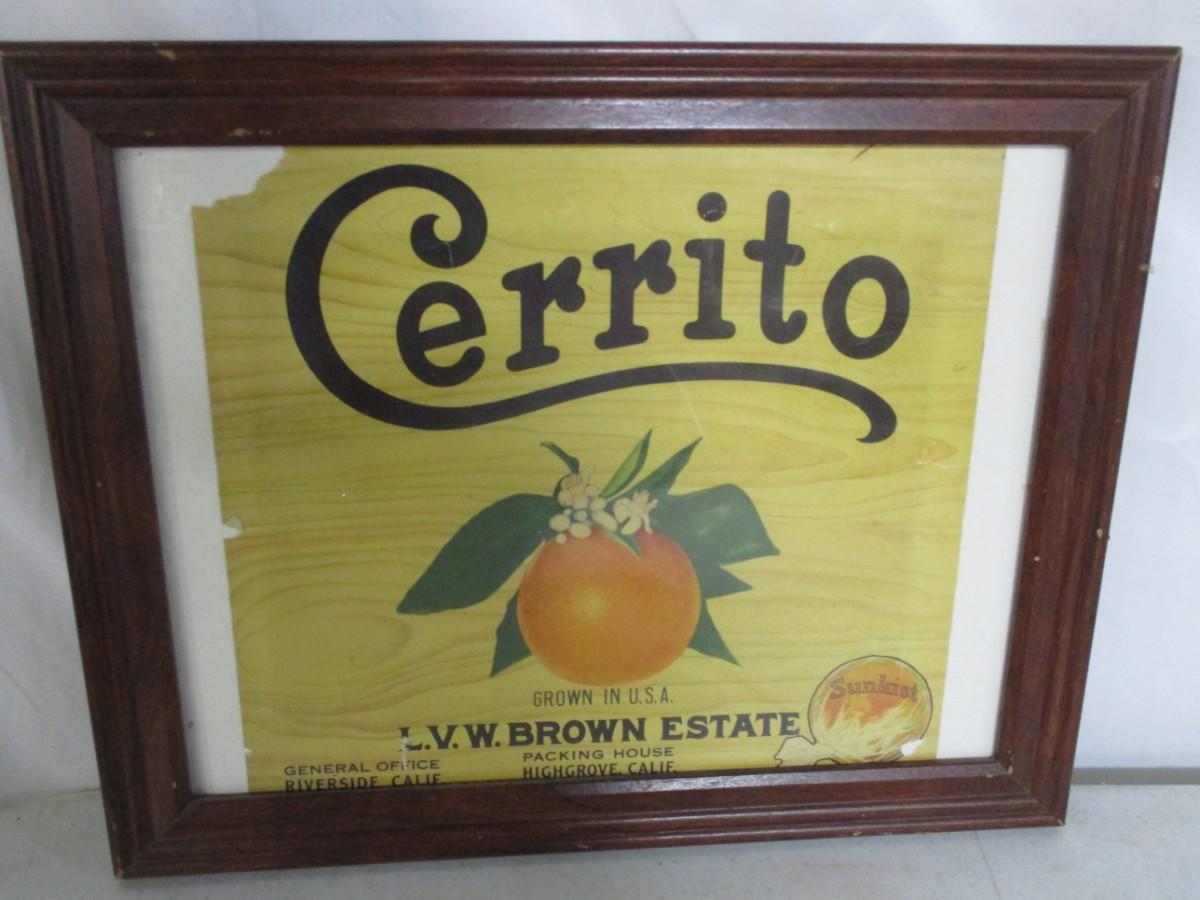 Cerrito
GROWN IN U.S.A.
Sunkist
L.V.W. BROWN ESTATE
PACKING HOUSE
HIGHGROVE, CALIF.
GENERAL OFFICE
RIVERSIDE, CALIF.